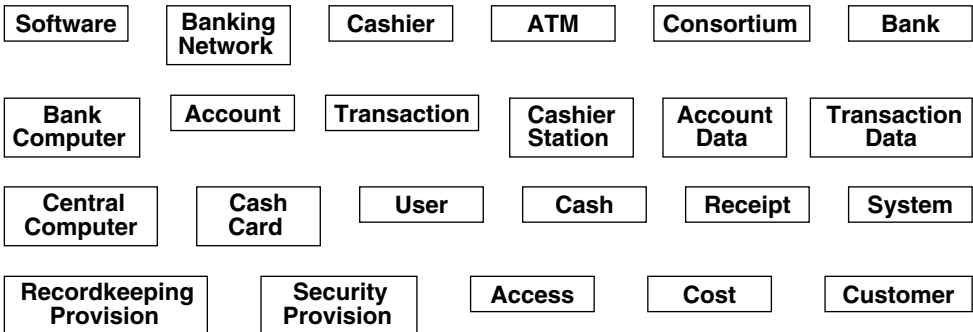 Software
Banking
Network
Cashier
ATM
Consortium
Bank
Bank
Computer
Account
Transaction
Cashier
Station
Account
Data
Transaction
Data
Central
Computer
Cash
Card
User
Cash
Receipt
System
Recordkeeping
Provision
Security
Provision
Access
Cost
Customer